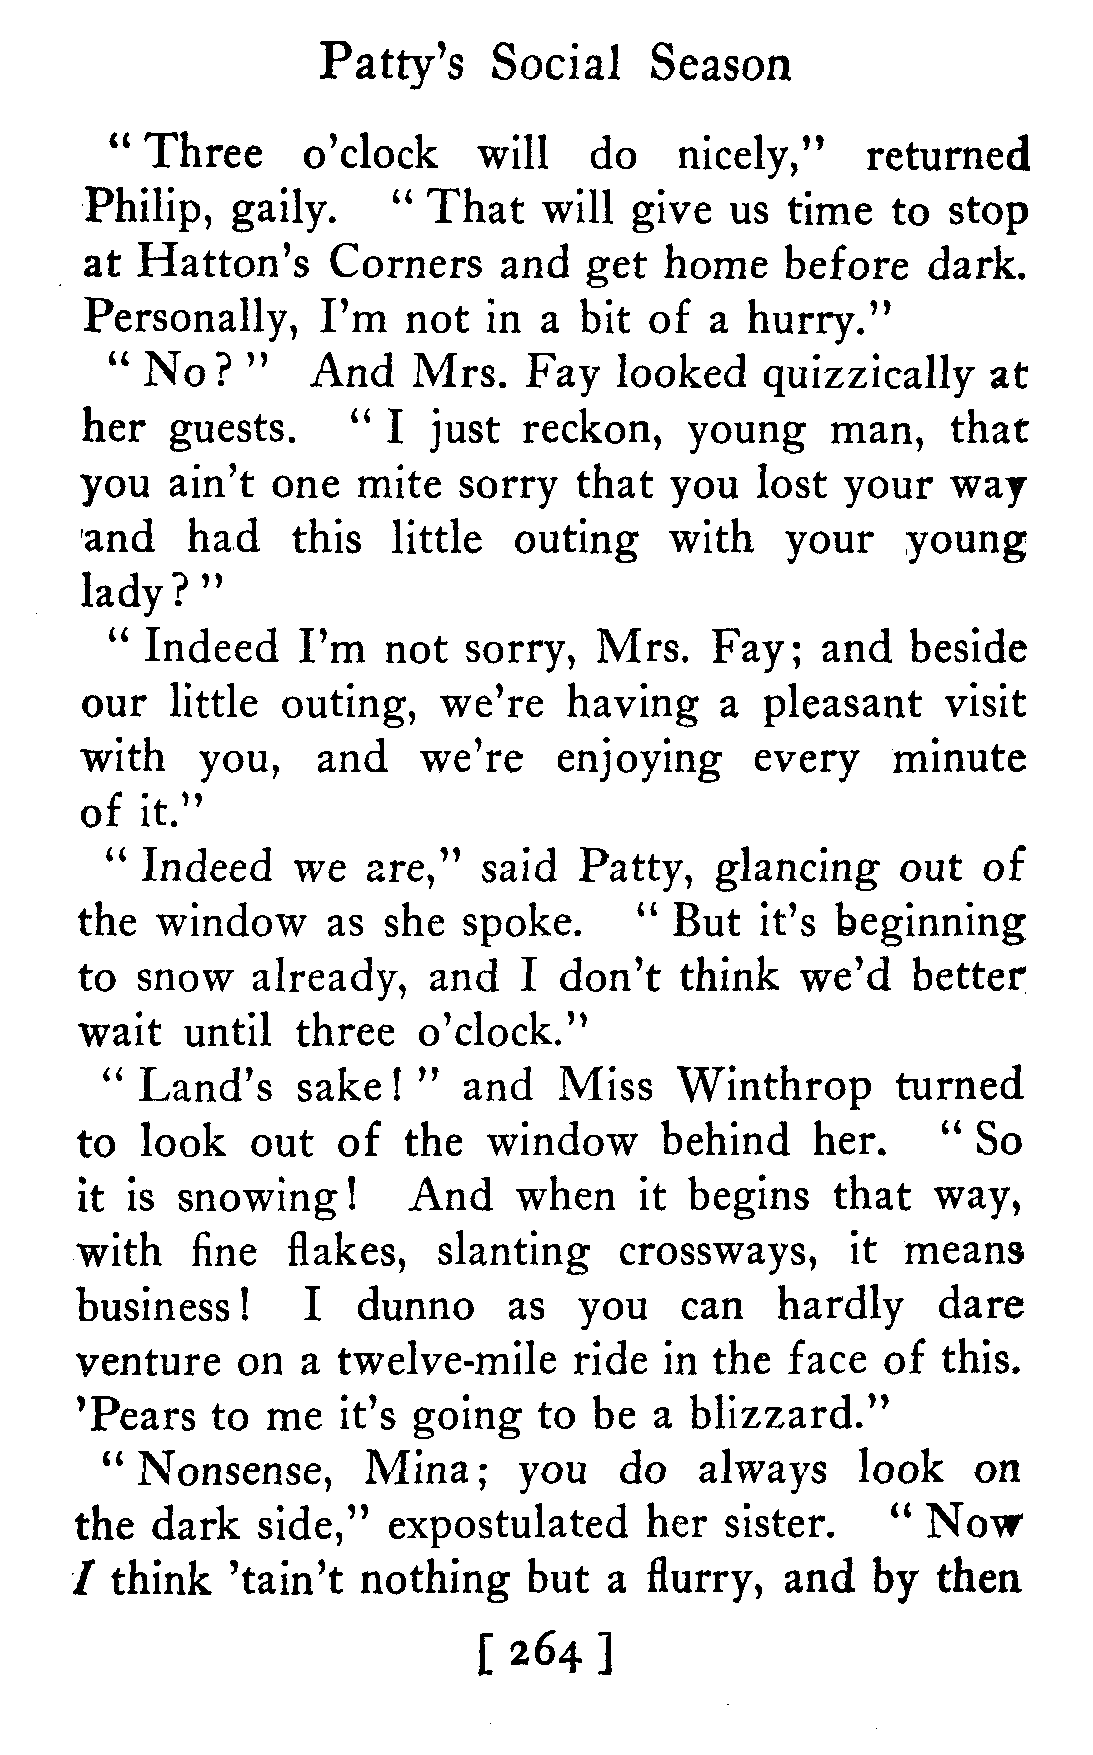 Patty's Social Season
" Three o'clock will do nicely," returned
Philip, gaily. " That will give us time to stop
at Hatton's Corners and get home before dark.
Personally, I'm not in a bit of a hurry."
" No? " And Mrs. Fay looked quizzically at
her guests. " I just reckon, young man, that
you ain't one mite sorry that you lost your way
and had this little outing with your young
lady? "
" Indeed I'm not sorry, Mrs. Fay; and beside
our little outing, we're having a pleasant visit
with you, and we're enjoying every minute
of it."
" Indeed we are," said Patty, glancing out of
the window as she spoke. " But it's beginning
to snow already, and I don't think we'd better
wait until three o'clock."
" Land's sake! " and Miss Winthrop turned
to look out of the window behind her. " So
it is snowing! And when it begins that way,
with fine flakes, slanting crossways, it means
business! I dunno as you can hardly dare
venture on a twelve-mile ride in the face of this.
'Pears to me it's going to be a blizzard."
" Nonsense, Mina; you do always look on
the dark side," expostulated her sister. " Now
I think 'tain't nothing but a flurry, and by then
[ 264 ]